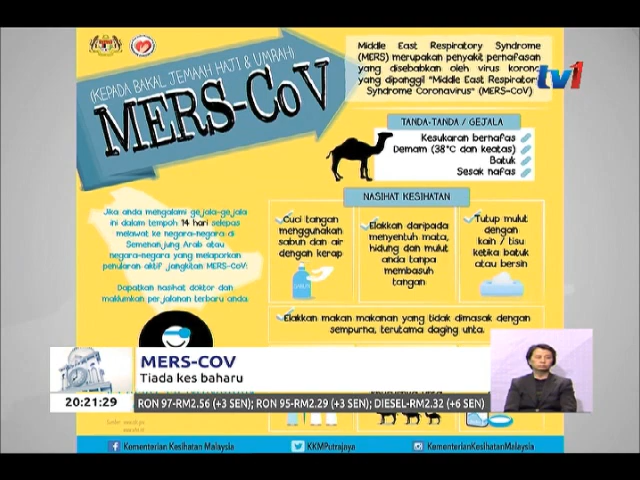 (KEPADA BAKAL JEMAAH HAJI & UMRAH)
MERS-CoV
Middle East Respiratory Syndrome
(MERS) merupakan penyakit pernafasan
yang disebabkan oleh virus korona
yang dipanggil "Middle East Respiratory
Syndrome Coronavirus" (MERS-CoV)
tv1
TANDA-TANDA / GEJALA
Kesukaran bernafas
Demam (38°C dan keatas)
Batuk
Sesak nafas
NASIHAT KESIHATAN
Jika anda mengalami gejala-gejala
ini dalam tempoh 14 hari selepas
melawat ke negara-negara di
Semenanjung Arab atau
negara-negara yang melaporkan
penularan aktif jangkitan MERS-CoV:
Dapatkan nasihat doktor dan
maklumkan perjalanan terbaru anda.
Cuci tangan
menggunakan
sabun dan air
dengan kerap
Elakkan daripada
menyentuh mata,
hidung dan mulut
anda tanpa
membasuh
tangan
Tutup mulut
dengan
kain / tisu
ketika batuk
atau bersin
Elakkan makan makanan yang tidak dimasak dengan
sempurna, terutama daging unta.
MERS-COV
Tiada kes baharu
20:21:29
RON 97-RM2.56 (+3 SEN); RON 95-RM2.29 (+3 SEN); DIESEL-RM2.32 (+6 SEN)
Kementerian Kesihatan Malaysia
KKMPutrajaya
KementerianKesihatanMalaysia